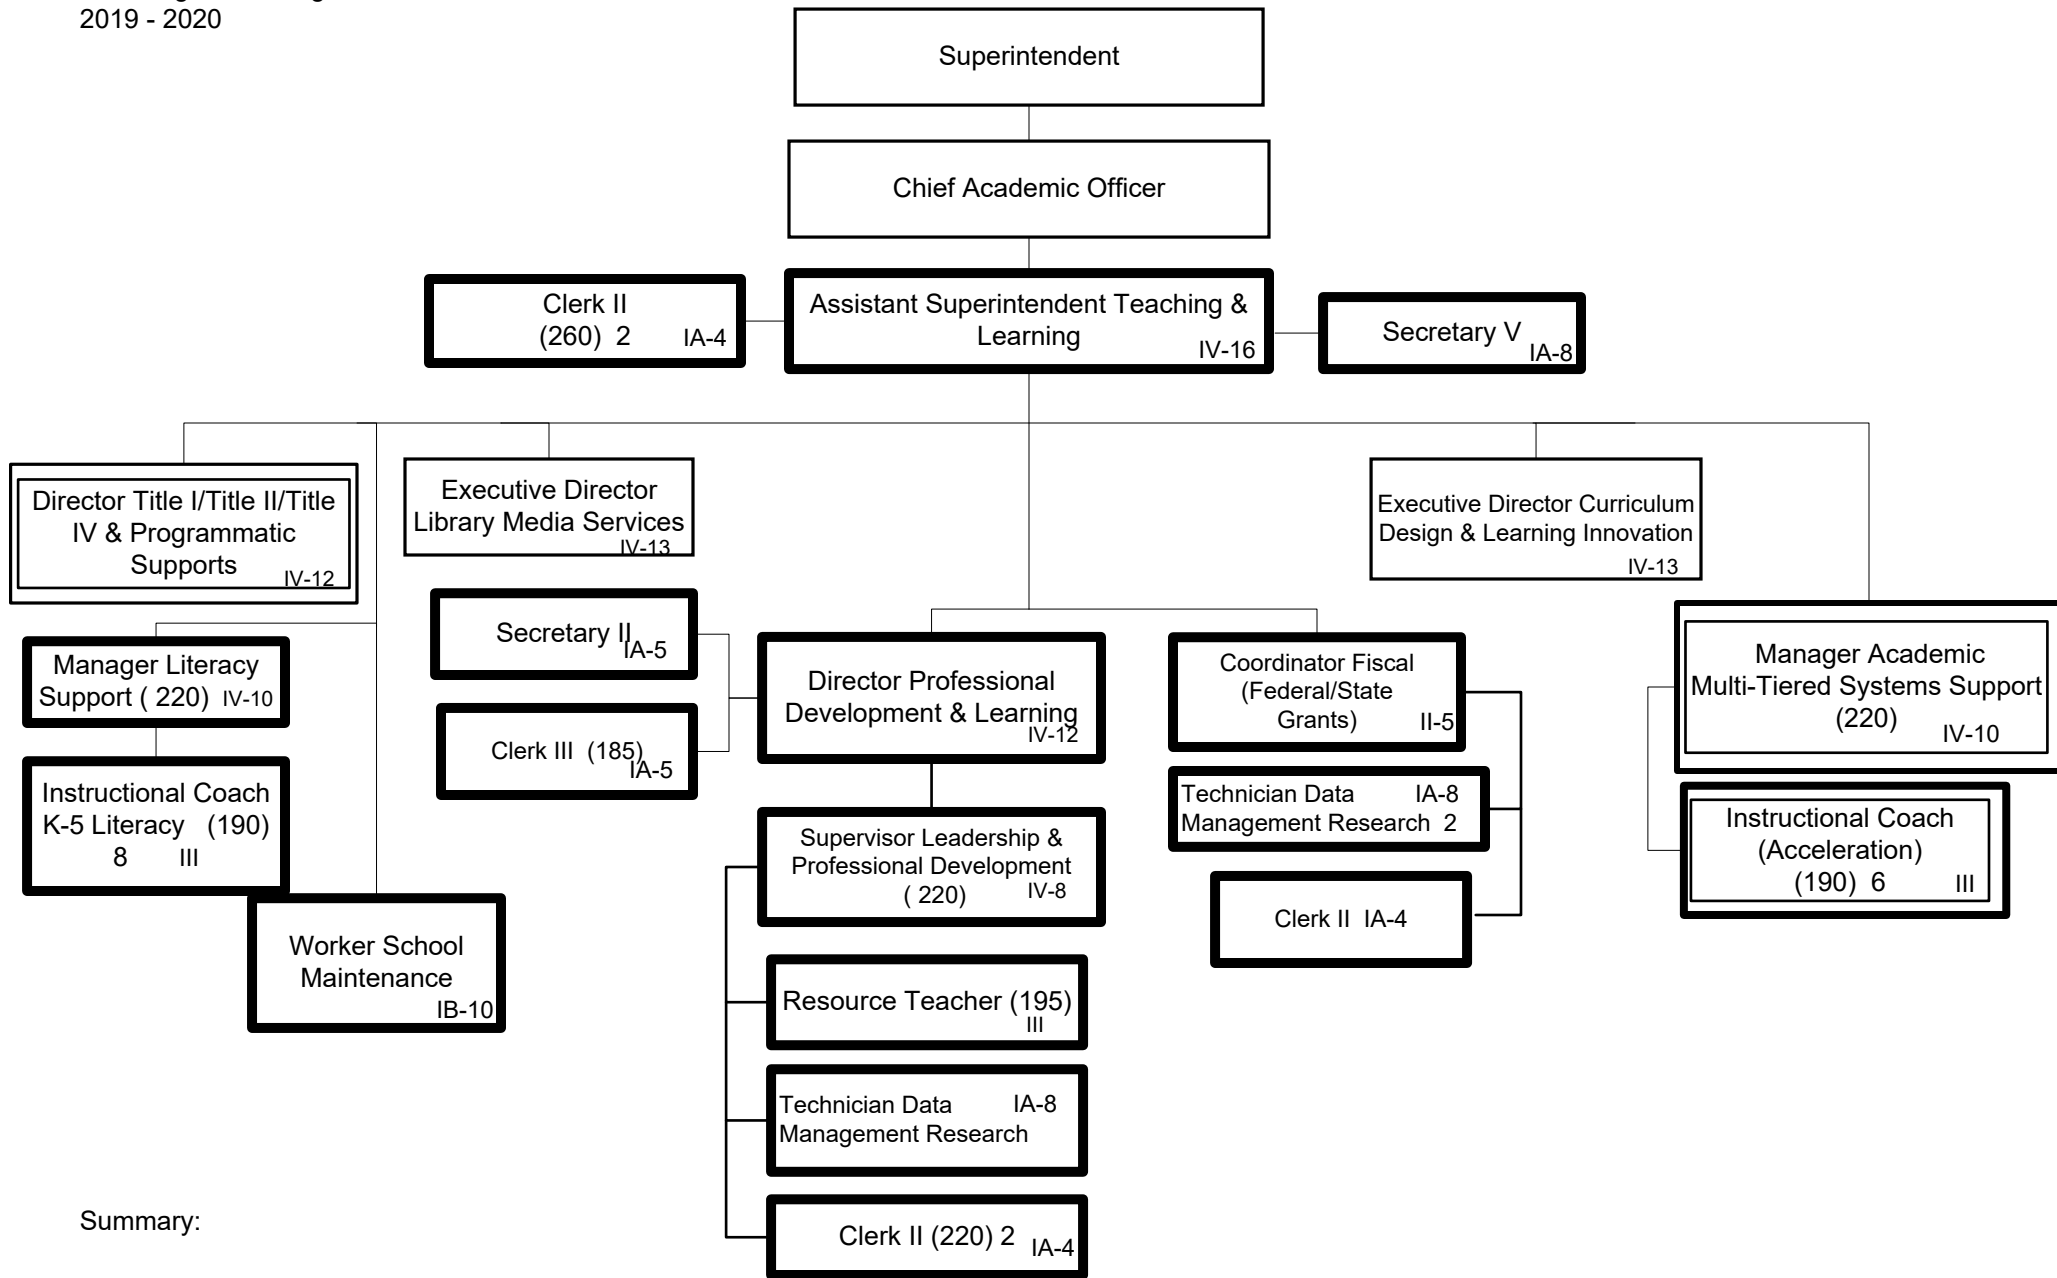 2019 - 2020
Superintendent
Chief Academic Officer
Clerk II
(260) 2 IA-4
Assistant Superintendent Teaching &
Learning
IV-16
Secretary V
IA-8
Director Title I/Title II/Title
IV & Programmatic
Supports
IV-12
Executive Director
Library Media Services
IV-13
Executive Director Curriculum
Design & Learning Innovation
IV-13
Manager Literacy
Support ( 220) IV-10
Secretary II
IA-5
Director Professional
Development & Learning
IV-12
Coordinator Fiscal
(Federal/State
Grants) II-5
Manager Academic
Multi-Tiered Systems Support
(220)
IV-10
Clerk III (185)
IA-5
Instructional Coach
K-5 Literacy (190)
8 III
Technician Data IA-8
Management Research 2
Instructional Coach
(Acceleration)
(190) 6 III
Supervisor Leadership &
Professional Development
( 220) IV-8
Clerk II IA-4
Worker School
Maintenance
IB-10
Resource Teacher (195)
III
Technician Data IA-8
Management Research
Clerk II (220) 2 IA-4
Summary: